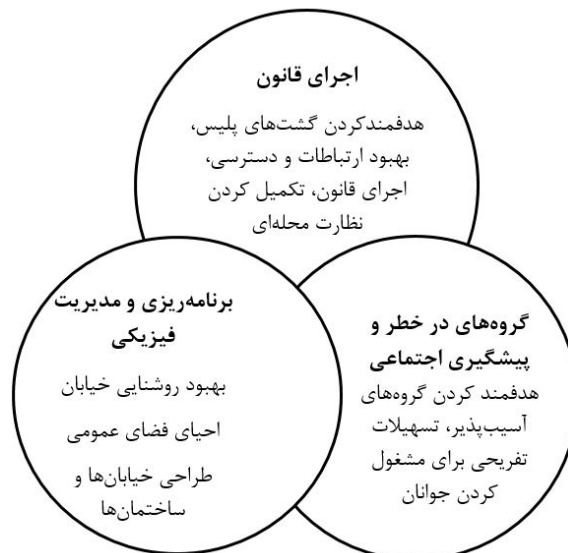 اجرای قانون
هدفمندکردن گشت‌های پلیس،
بهبود ارتباطات و دسترسی،
اجرای قانون، تکمیل کردن
نظارت محله‌ای
برنامه‌ریزی و مدیریت
فیزیکی
بهبود روشنایی خیابان
احیای فضای عمومی
طراحی خیابان‌ها و
ساختمان‌ها
گروه‌های در خطر و
پیشگیری اجتماعی
هدفمند کردن گروه‌های
آسیب‌پذیر، تسهیلات
تفریحی برای مشغول
کردن جوانان